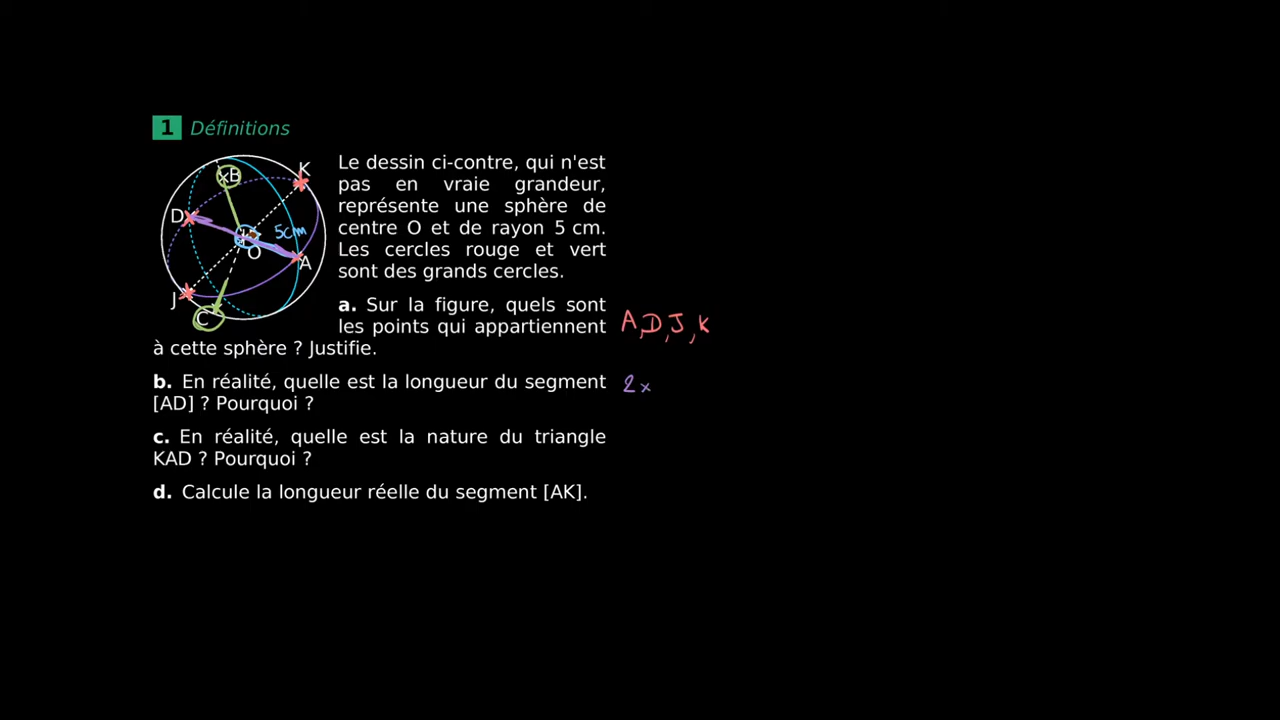 1 Définitions
K
B
D
5cm
O
A
J
C
Le dessin ci-contre, qui n'est
pas en vraie grandeur,
représente une sphère de
centre O et de rayon 5 cm.
Les cercles rouge et vert
sont des grands cercles.
a. Sur la figure, quels sont
les points qui appartiennent
A, D, J, K
à cette sphère ? Justifie.
b. En réalité, quelle est la longueur du segment
2×
[AD] ? Pourquoi ?
c. En réalité, quelle est la nature du triangle
KAD ? Pourquoi ?
d. Calcule la longueur réelle du segment [AK].